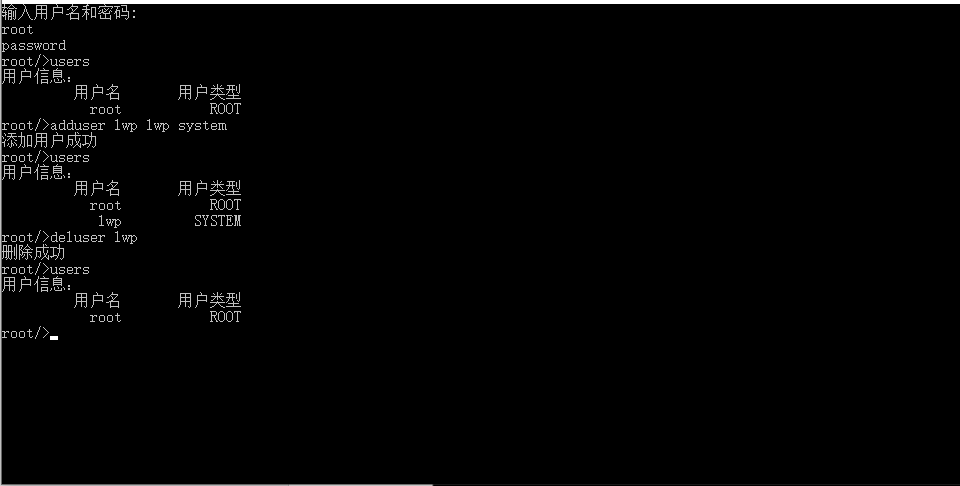 输入用户名和密码:
root
password
root/>users
用户信息:
用户名 用户类型
root ROOT
root/>adduser lwp lwp system
添加用户成功
root/>users
用户信息:
用户名 用户类型
root ROOT
lwp SYSTEM
root/>deluser lwp
删除成功
root/>users
用户信息:
用户名 用户类型
root ROOT
root/>